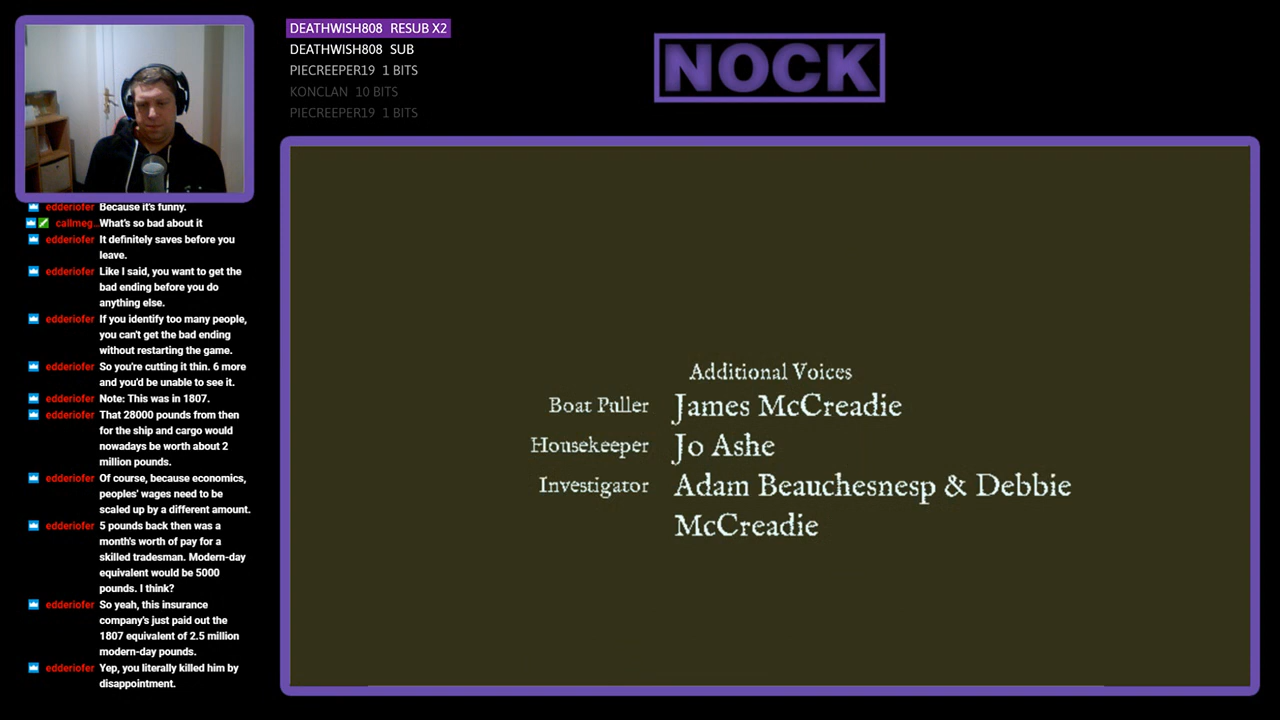 DEATHWISH808 RESUB X2
DEATHWISH808 SUB
PIECREEPER19 1 BITS
KONCLAN 10 BITS
PIECREEPER19 1 BITS
NOCK
edderiofer Because it's funny.
callmeg… What's so bad about it
edderiofer It definitely saves before you
leave.
edderiofer Like I said, you want to get the
bad ending before you do
anything else.
edderiofer If you identify too many people,
you can't get the bad ending
without restarting the game.
edderiofer So you're cutting it thin. 6 more
and you'd be unable to see it.
edderiofer Note: This was in 1807.
edderiofer That 28000 pounds from then
for the ship and cargo would
nowadays be worth about 2
million pounds.
edderiofer Of course, because economics,
peoples' wages need to be
scaled up by a different amount.
edderiofer 5 pounds back then was a
month's worth of pay for a
skilled tradesman. Modern-day
equivalent would be 5000
pounds. I think?
edderiofer So yeah, this insurance
company's just paid out the
1807 equivalent of 2.5 million
modern-day pounds.
edderiofer Yep, you literally killed him by
disappointment.
Additional Voices
Boat Puller James McCreadie
Housekeeper Jo Ashe
Investigator Adam Beauchesnesp & Debbie
McCreadie